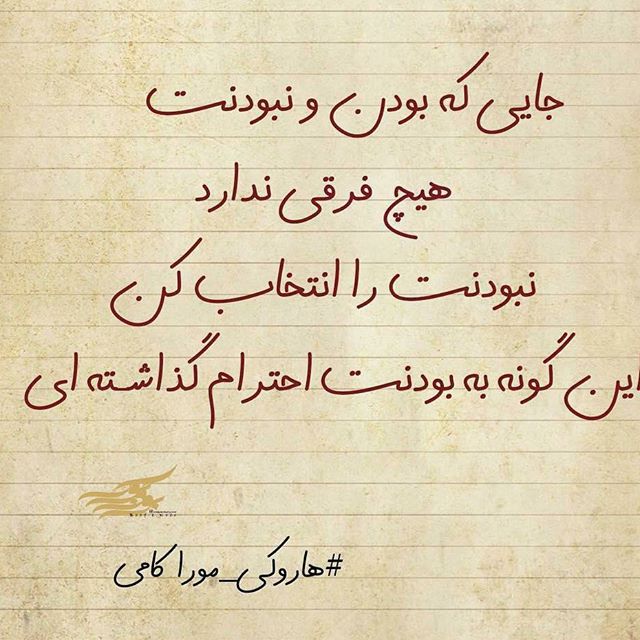 جایی که بودن و نبودنت
هیچ فرقی ندارد
نبودنت را انتخاب کن
این گونه به بودنت احترام گذاشته ای
#هاروکی_موراکامی